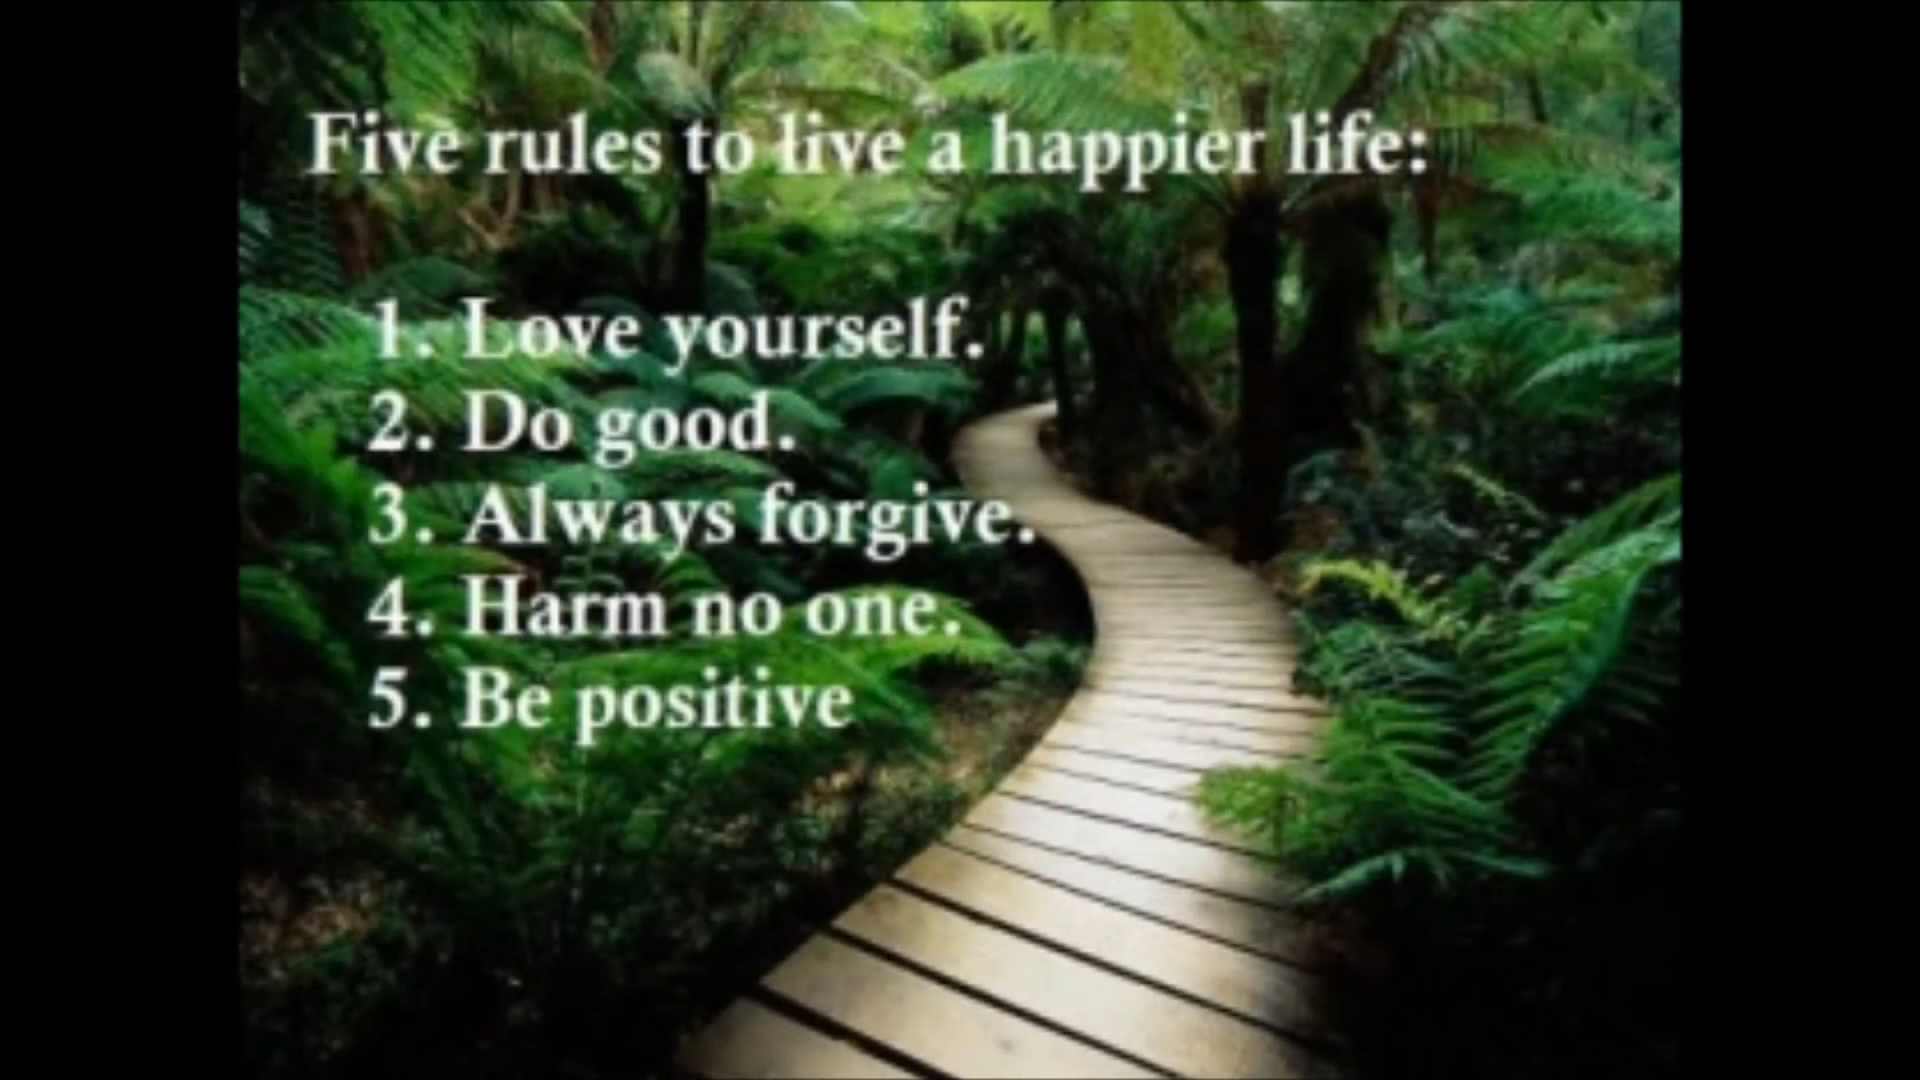 Five rules to live a happier life:
1. Love yourself.
2. Do good.
3. Always forgive.
4. Harm no one.
5. Be positive